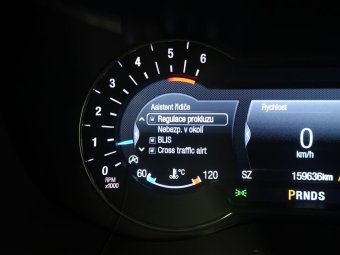 6
5
4
3
2
1
0
RPM
x1000
Asistent řidiče
Regulace prokluzu
Nebezp. v okolí
BLIS
Cross traffic alrt
60 °C 120
Rychlost
0
km/h
SZ 159636km
PRNDS